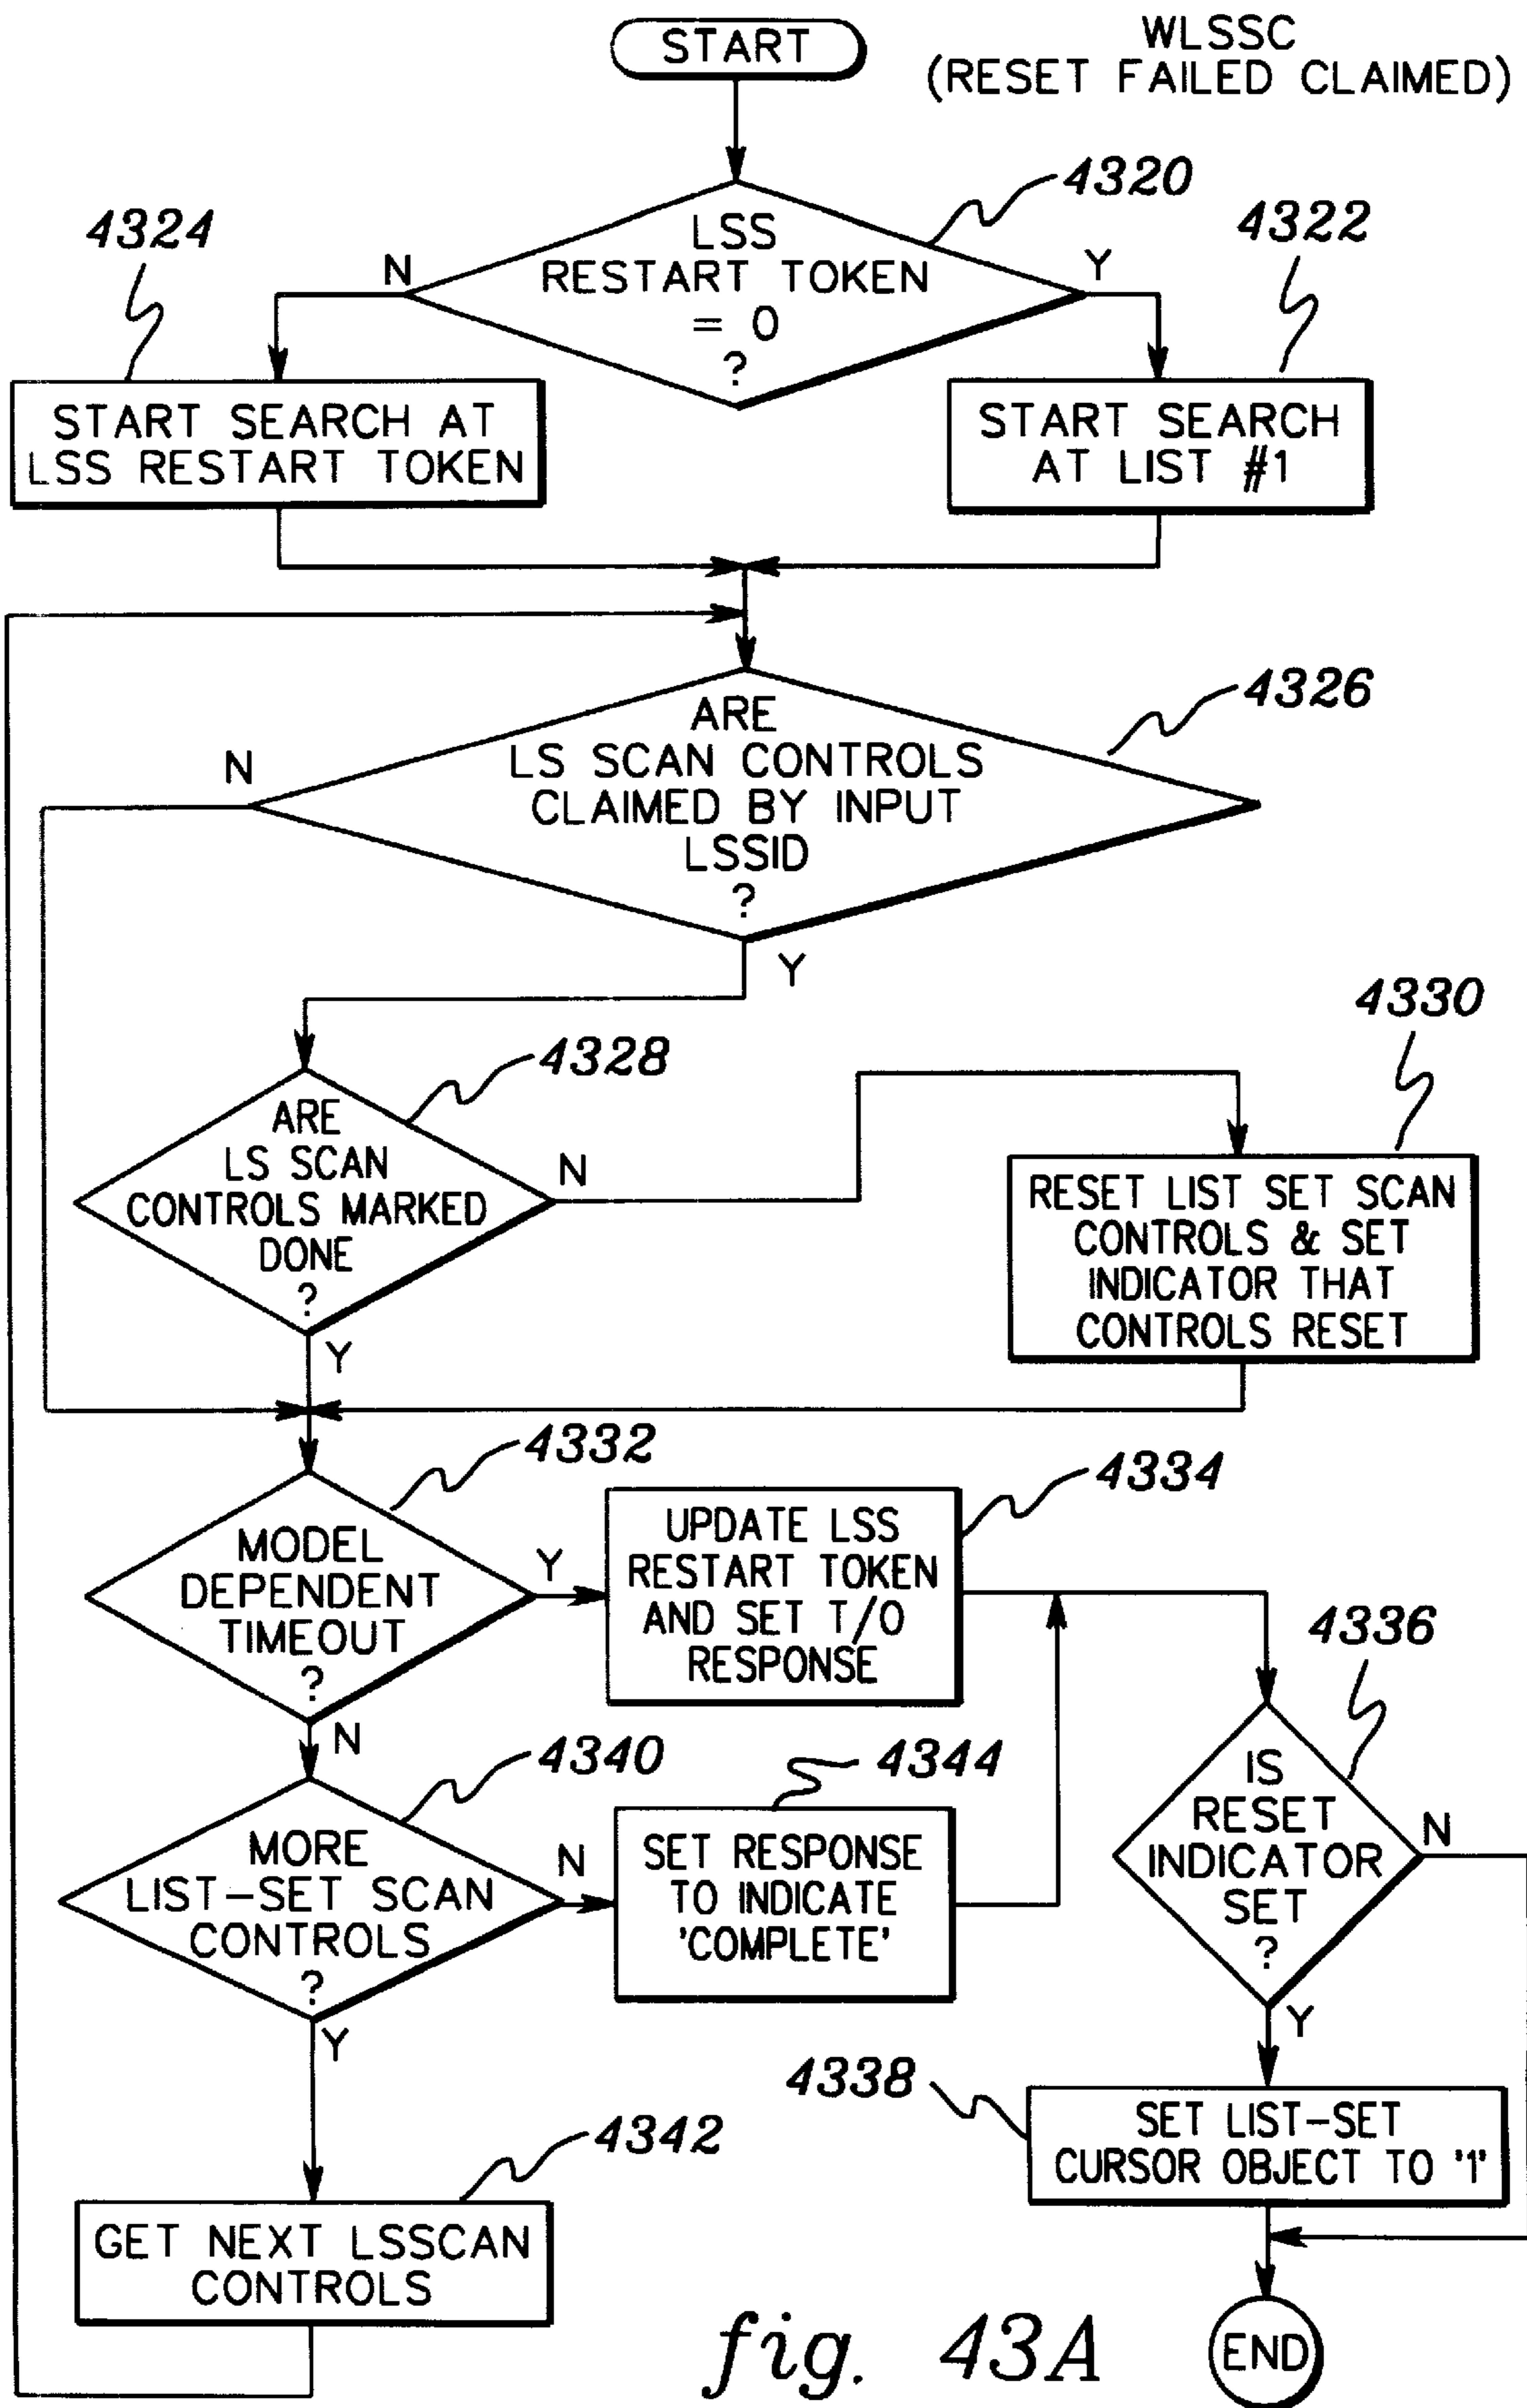 START
WLSSC
(RESET FAILED CLAIMED)
4320
LSS
RESTART TOKEN
= 0
?
N
Y
4324
4322
START SEARCH AT
LSS RESTART TOKEN
START SEARCH
AT LIST #1
4326
ARE
LS SCAN CONTROLS
CLAIMED BY INPUT
LSSID
?
N
Y
4328
ARE
LS SCAN
CONTROLS MARKED
DONE
?
N
Y
4330
RESET LIST SET SCAN
CONTROLS & SET
INDICATOR THAT
CONTROLS RESET
4332
MODEL
DEPENDENT
TIMEOUT
?
Y
N
4334
UPDATE LSS
RESTART TOKEN
AND SET T/O
RESPONSE
4336
IS
RESET
INDICATOR
SET
?
N
Y
4340
MORE
LIST-SET SCAN
CONTROLS
?
N
Y
4344
SET RESPONSE
TO INDICATE
'COMPLETE'
4338
SET LIST-SET
CURSOR OBJECT TO '1'
4342
GET NEXT LSSCAN
CONTROLS
END
fig. 43A